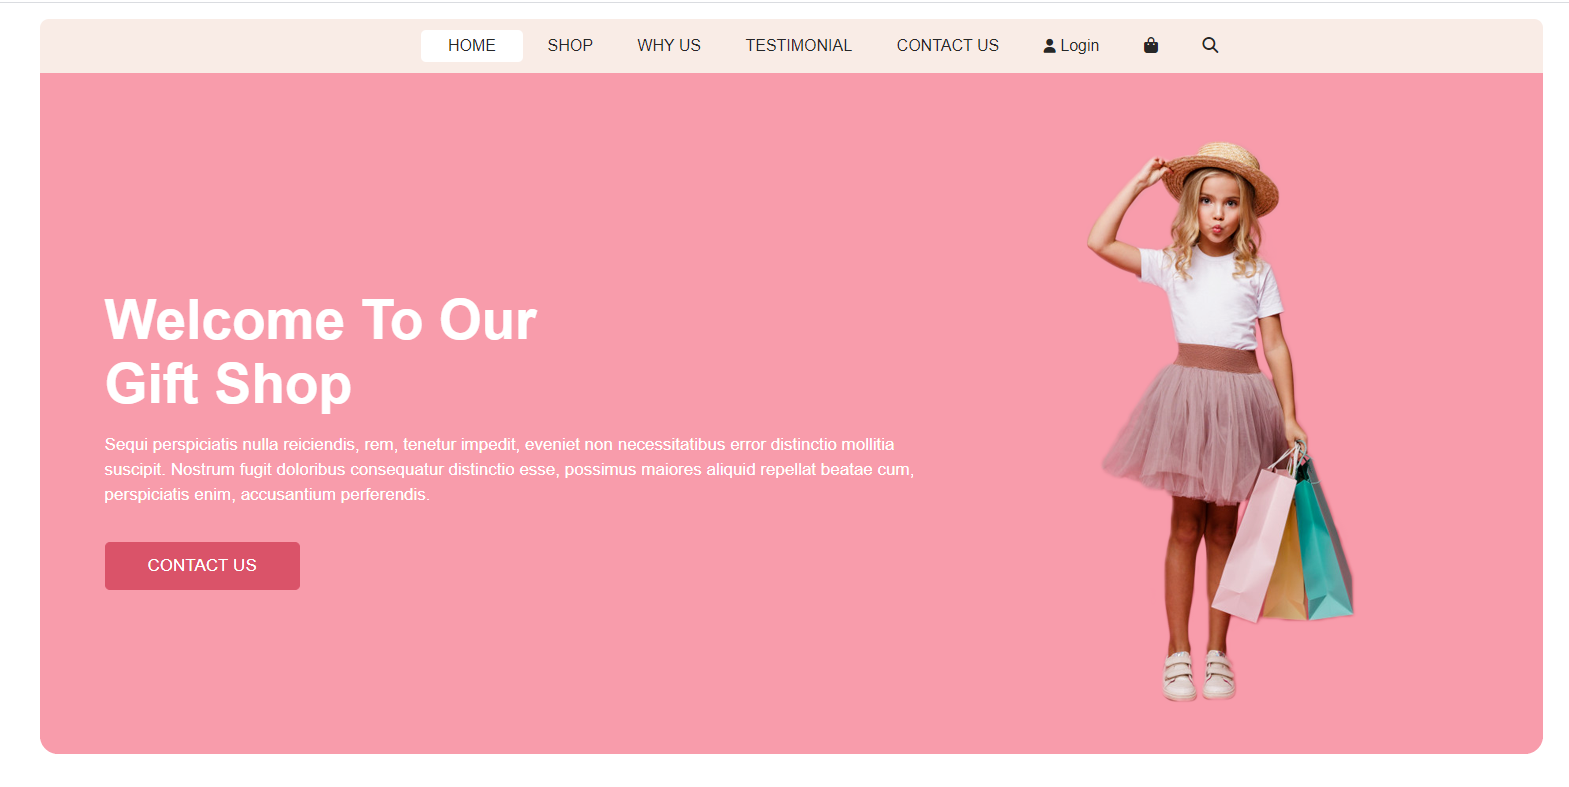 HOME SHOP WHY US TESTIMONIAL CONTACT US Login
Welcome To Our
Gift Shop
Sequi perspiciatis nulla reiciendis, rem, tenetur impedit, eveniet non necessitatibus error distinctio mollitia
suscipit. Nostrum fugit doloribus consequatur distinctio esse, possimus maiores aliquid repellat beatae cum,
perspiciatis enim, accusantium perferendis.
CONTACT US